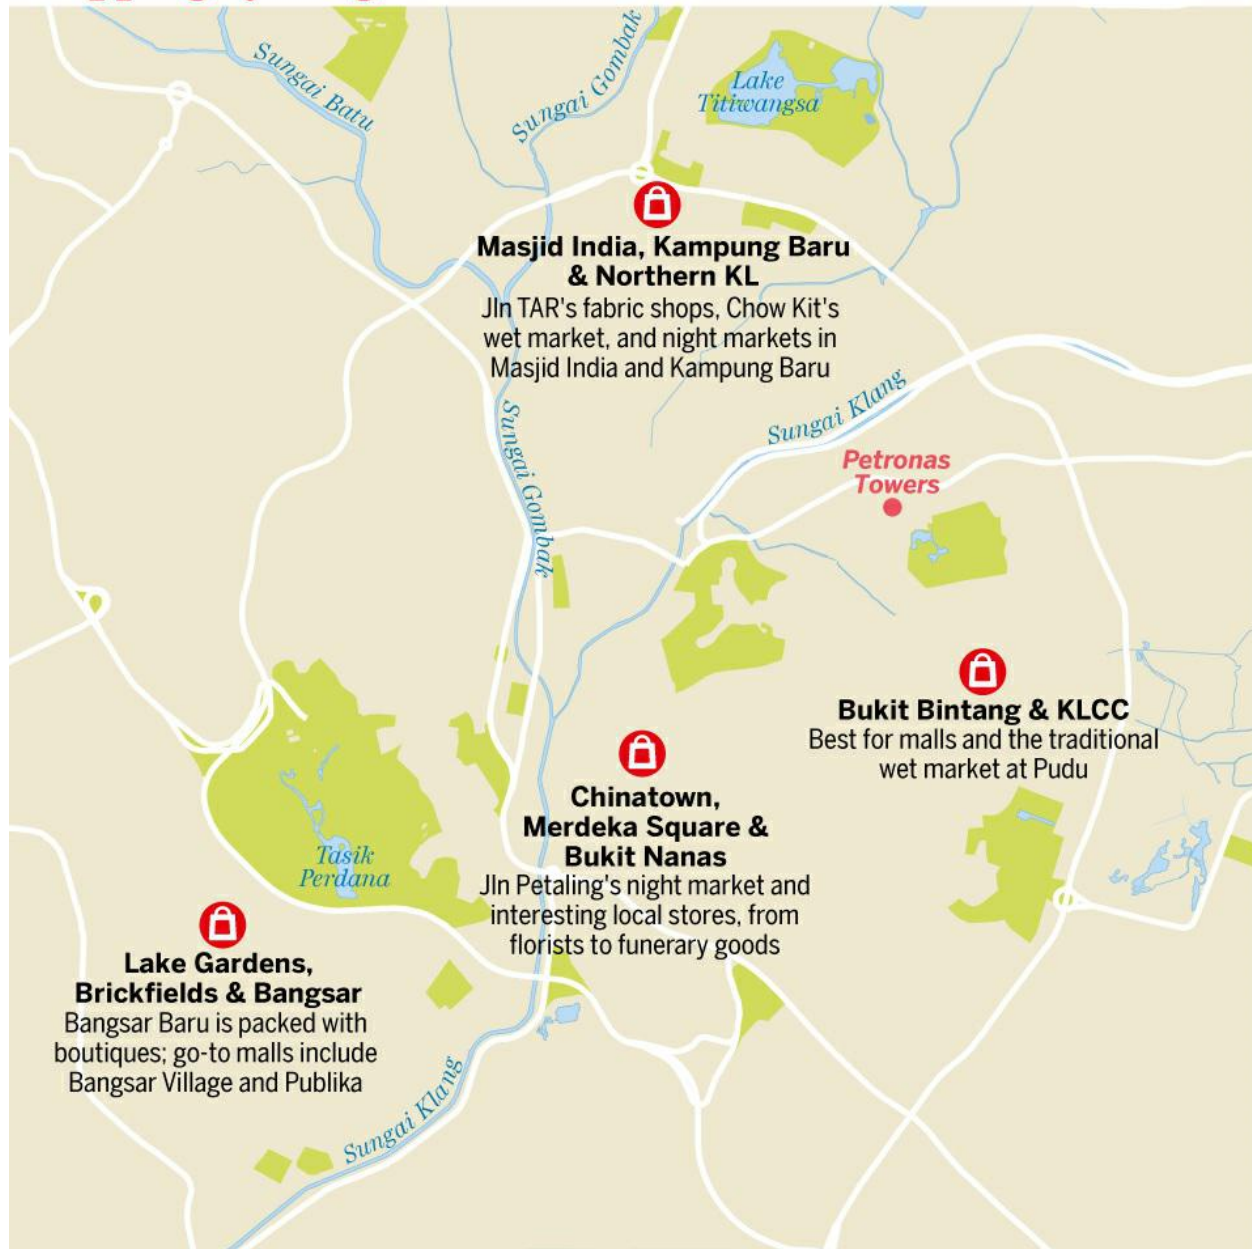 Sungai Batu
Sungai Gombak
Lake
Titiwangsa
Masjid India, Kampung Baru
& Northern KL
Jln TAR's fabric shops, Chow Kit's
wet market, and night markets in
Masjid India and Kampung Baru
Sungai Klang
Sungai Gombak
Petronas
Towers
Bukit Bintang & KLCC
Best for malls and the traditional
wet market at Pudu
Chinatown,
Merdeka Square &
Bukit Nanas
Jln Petaling's night market and
interesting local stores, from
florists to funerary goods
Tasik
Perdana
Lake Gardens,
Brickfields & Bangsar
Bangsar Baru is packed with
boutiques; go-to malls include
Bangsar Village and Publika
Sungai Klang